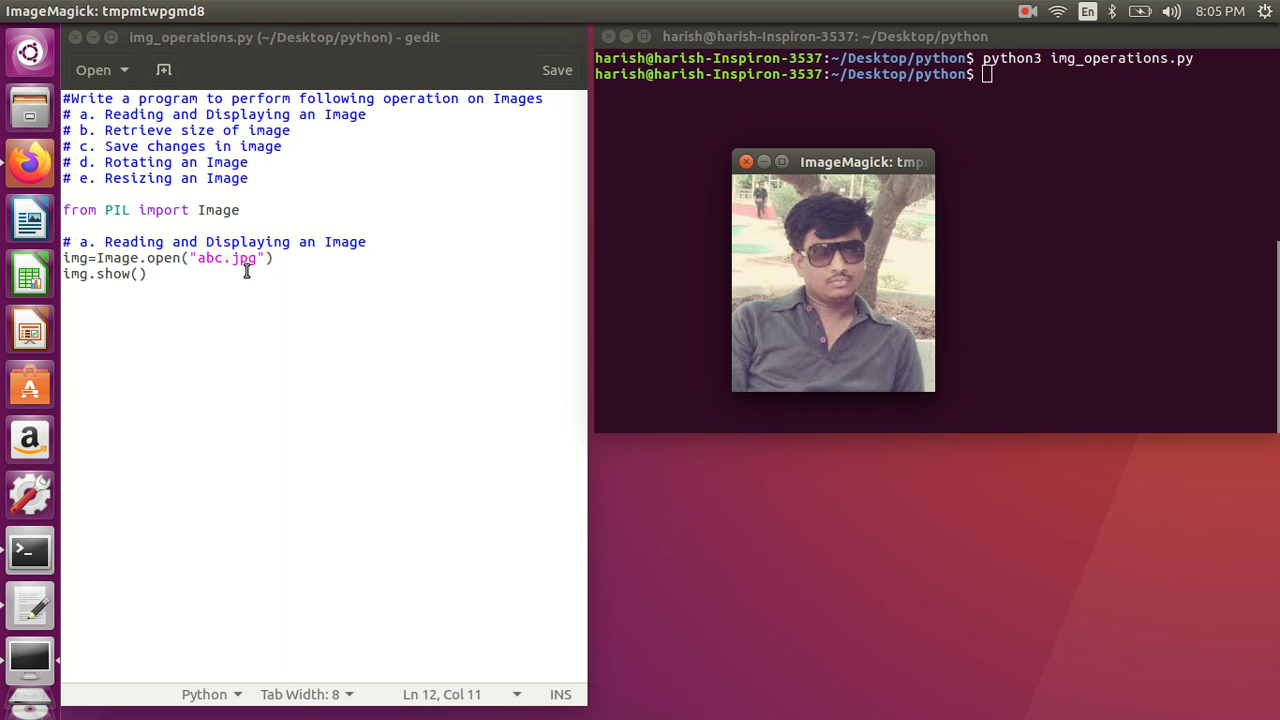 ImageMagick: tmpmtwpgmd8
En
8:05 PM
img_operations.py (~/Desktop/python) - gedit
Open
Save
#Write a program to perform following operation on Images
# a. Reading and Displaying an Image
# b. Retrieve size of image
# c. Save changes in image
# d. Rotating an Image
# e. Resizing an Image
from PIL import Image
# a. Reading and Displaying an Image
img=Image.open("abc.jpg")
img.show()
Python
Tab Width: 8
Ln 12, Col 11
INS
harish@harish-Inspiron-3537: ~/Desktop/python
harish@harish-Inspiron-3537:~/Desktop/python$ python3 img_operations.py
harish@harish-Inspiron-3537:~/Desktop/python$
ImageMagick: tmp